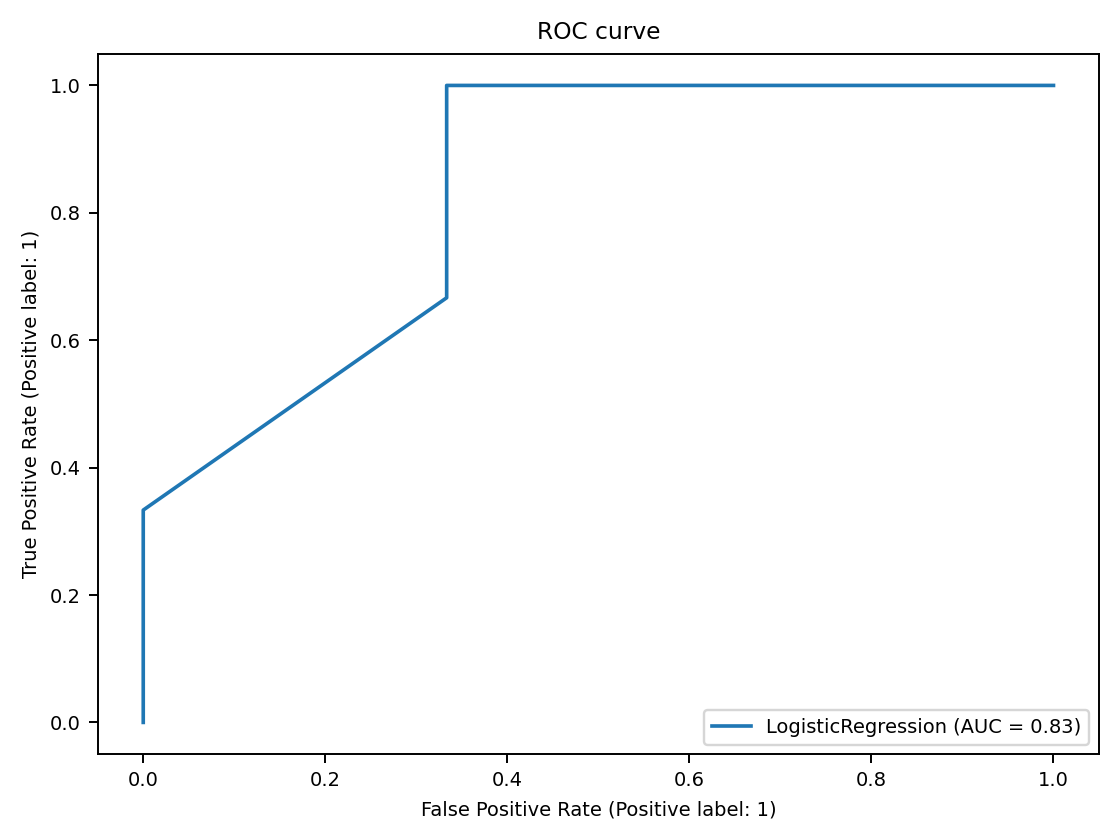 ROC curve
True Positive Rate (Positive label: 1)
1.0
0.8
0.6
0.4
0.2
0.0
LogisticRegression (AUC = 0.83)
0.0 0.2 0.4 0.6 0.8 1.0
False Positive Rate (Positive label: 1)